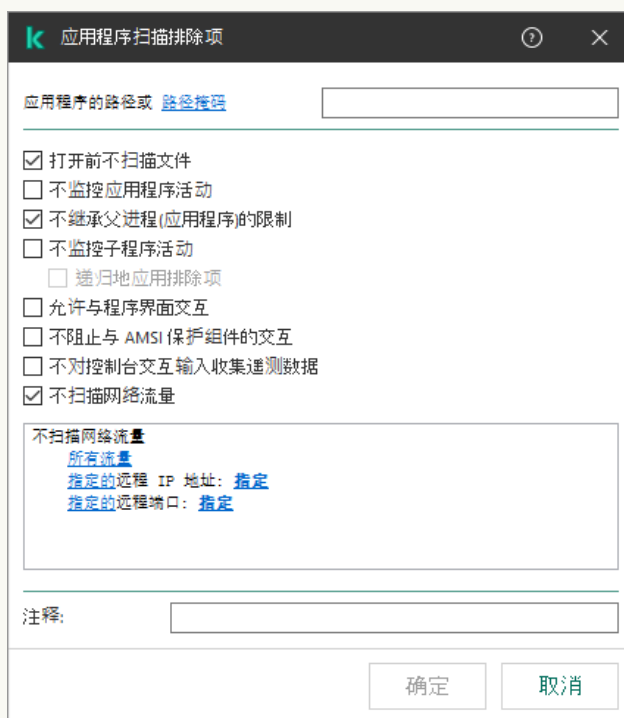 应用程序扫描排除项
应用程序的路径或 路径掩码
打开前不扫描文件
不监控应用程序活动
不继承父进程(应用程序)的限制
不监控子程序活动
递归地应用排除项
允许与程序界面交互
不阻止与 AMSI 保护组件的交互
不对控制台交互输入收集遥测数据
不扫描网络流量
不扫描网络流量
所有流量
指定的远程 IP 地址: 指定
指定的远程端口: 指定
注释:
确定 取消